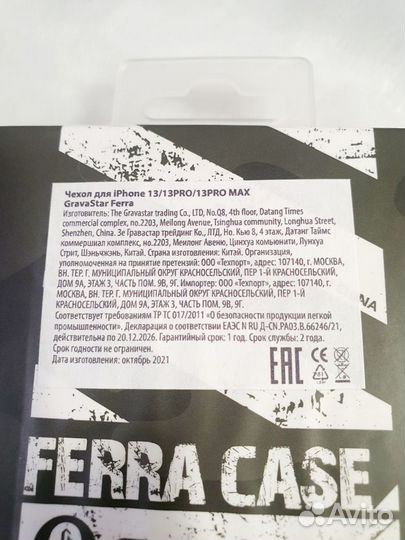 Чехол для iPhone 13/13PRO/13PRO MAX
GravaStar Ferra
Изготовитель: The Gravastar trading Co., LTD, No.Q8, 4th floor, Datang Times
commercial complex, no.2203, Meilong Avenue, Tsinghua community, Longhua Street,
Shenzhen, China. Зе Гравастар трейдинг Ко., ЛТД, Но. Кью 8, 4 этаж, Датанг Таймс
коммершиал комплекс, но.2203, Мейлонг Авеню, Цинхуа комьюнити, Лунхуа
Стрит, Шэньчжэнь, Китай. Страна изготовления: Китай. Организация,
уполномоченная на принятие претензий: ООО «Техпорт», адрес: 107140, г. МОСКВА,
ВН. ТЕР. Г. МУНИЦИПАЛЬНЫЙ ОКРУГ КРАСНОСЕЛЬСКИЙ, ПЕР 1-Й КРАСНОСЕЛЬСКИЙ,
ДОМ 9А, ЭТАЖ 3, ЧАСТЬ ПОМ. 9В, 9Г. Импортер: ООО «Техпорт» адрес: 107140, г.
МОСКВА, ВН. ТЕР. Г. МУНИЦИПАЛЬНЫЙ ОКРУГ КРАСНОСЕЛЬСКИЙ, ПЕР 1-Й
КРАСНОСЕЛЬСКИЙ, ДОМ 9А, ЭТАЖ 3, ЧАСТЬ ПОМ. 9В, 9Г.
Соответствует требованиям ТР ТС 017/2011 «О безопасности продукции легкой
промышленности». Декларация о соответствии ЕАЭС N RU Д-CN.РА03.В.66246/21,
действительна по 20.12.2026. Гарантийный срок: 1 год. Срок службы: 2 года.
Срок годности не ограничен.
Дата изготовления: октябрь 2021
EAC
CE
FERRA CASE
Avito